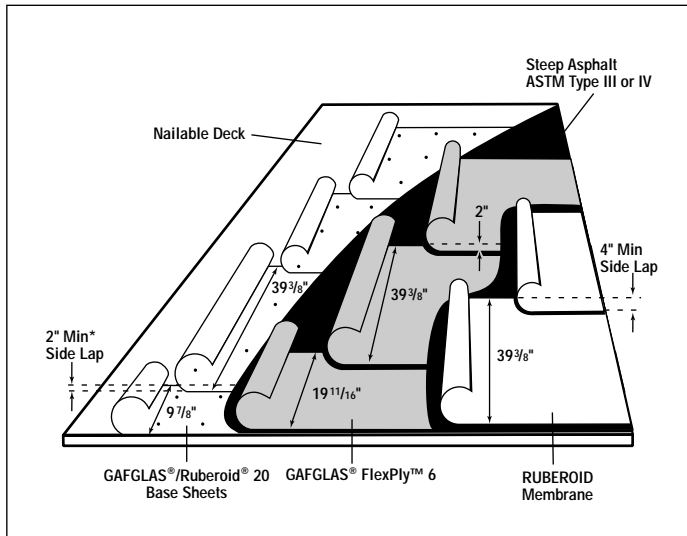 Steep Asphalt
ASTM Type III or IV
Nailable Deck
2"
4" Min
Side Lap
39 3/8"
39 3/8"
2" Min*
Side Lap
39 3/8"
19 11/16"
9 7/8"
GAFGLAS®/Ruberoid® 20
Base Sheets
GAFGLAS® FlexPly™ 6
RUBEROID
Membrane